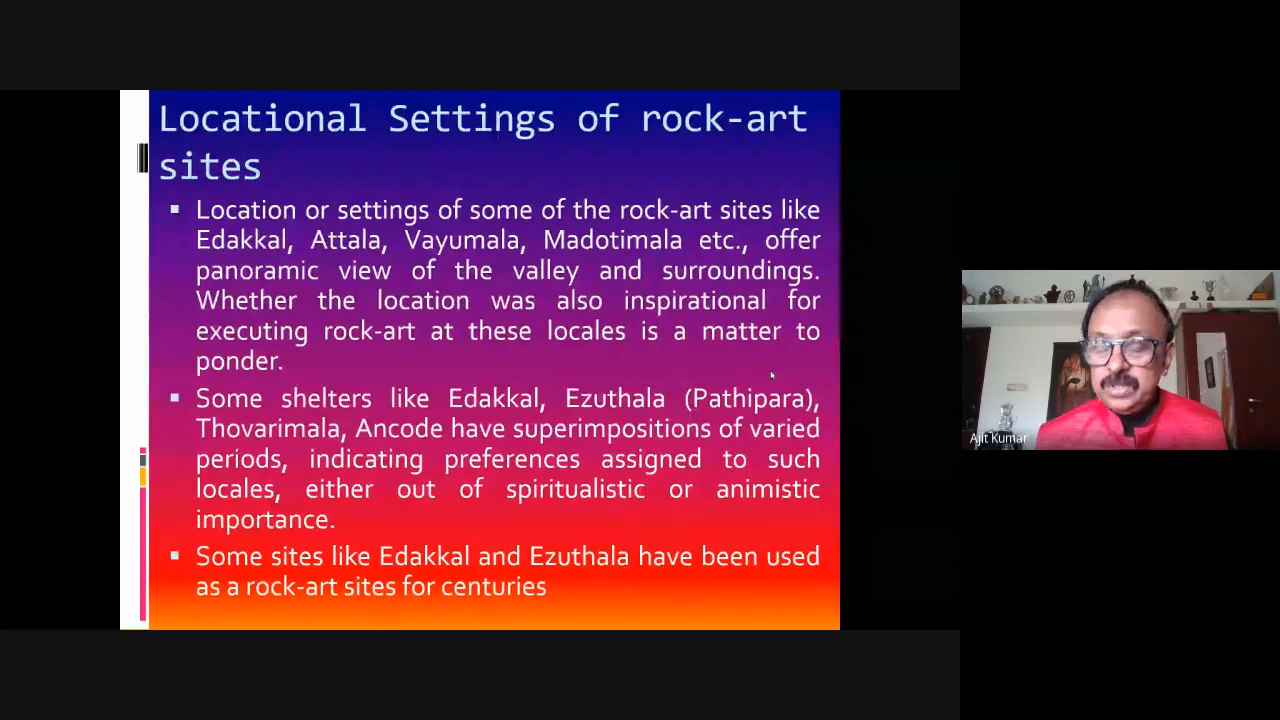 Locational Settings of rock-art
sites
Location or settings of some of the rock-art sites like
Edakkal, Attala, Vayumala, Madotimala etc., offer
panoramic view of the valley and surroundings.
Whether the location was also inspirational for
executing rock-art at these locales is a matter to
ponder.
Some shelters like Edakkal, Ezuthala (Pathipara),
Thovarimala, Ancode have superimpositions of varied
periods, indicating preferences assigned to such
locales, either out of spiritualistic or animistic
importance.
Some sites like Edakkal and Ezuthala have been used
as a rock-art sites for centuries
Ajit Kumar